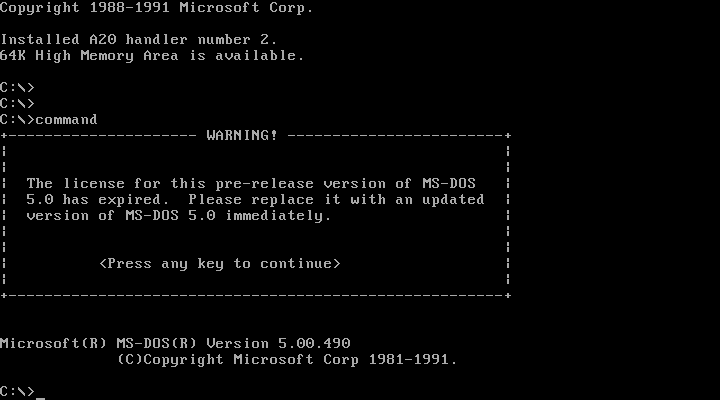 Copyright 1988-1991 Microsoft Corp.
Installed A20 handler number 2.
64K High Memory Area is available.
C:\>
C:\>
C:\>command
WARNING!
The license for this pre-release version of MS-DOS
5.0 has expired.  Please replace it with an updated
version of MS-DOS 5.0 immediately.
<Press any key to continue>
Microsoft(R) MS-DOS(R) Version 5.00.490
(C)Copyright Microsoft Corp 1981-1991.
C:\>_